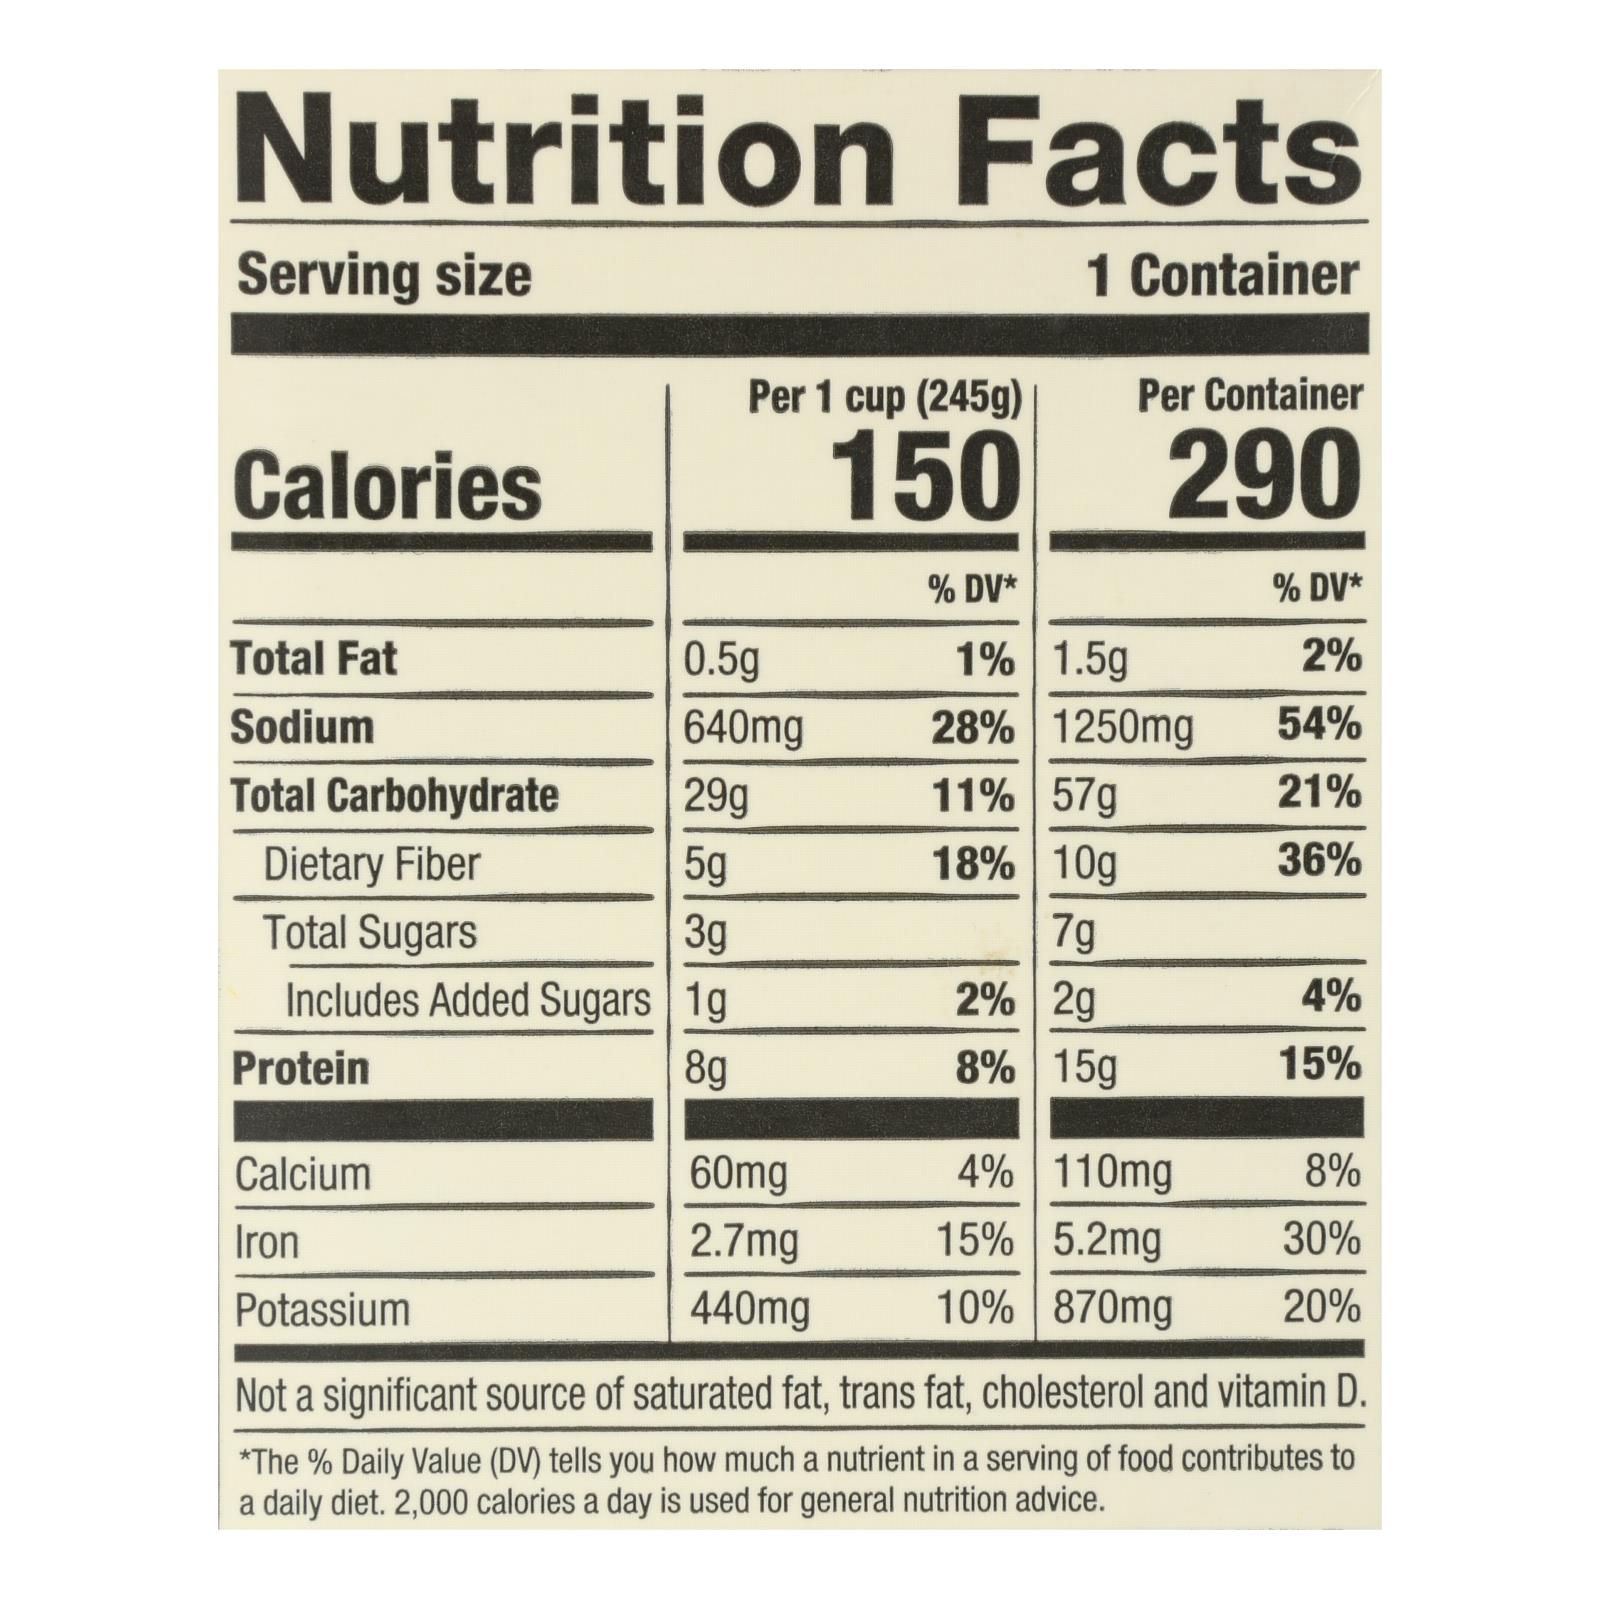 Nutrition Facts
Serving size 1 Container
Per 1 cup (245g) Per Container
Calories 150 290
% DV* % DV*
Total Fat 0.5g 1% 1.5g 2%
Sodium 640mg 28% 1250mg 54%
Total Carbohydrate 29g 11% 57g 21%
Dietary Fiber 5g 18% 10g 36%
Total Sugars 3g 7g
Includes Added Sugars 1g 2% 2g 4%
Protein 8g 8% 15g 15%
Calcium 60mg 4% 110mg 8%
Iron 2.7mg 15% 5.2mg 30%
Potassium 440mg 10% 870mg 20%
Not a significant source of saturated fat, trans fat, cholesterol and vitamin D.
*The % Daily Value (DV) tells you how much a nutrient in a serving of food contributes to
a daily diet. 2,000 calories a day is used for general nutrition advice.